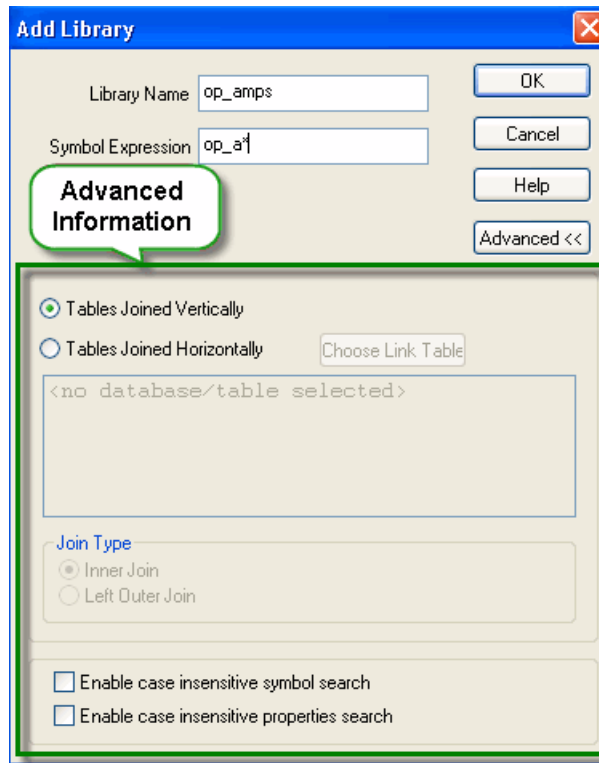 Add Library
Library Name op_amps OK
Symbol Expression op_a* Cancel
Advanced
Information
Help
Advanced <<
Tables Joined Vertically
Tables Joined Horizontally Choose Link Table
<no database/table selected>
Join Type
Inner Join
Left Outer Join
Enable case insensitive symbol search
Enable case insensitive properties search